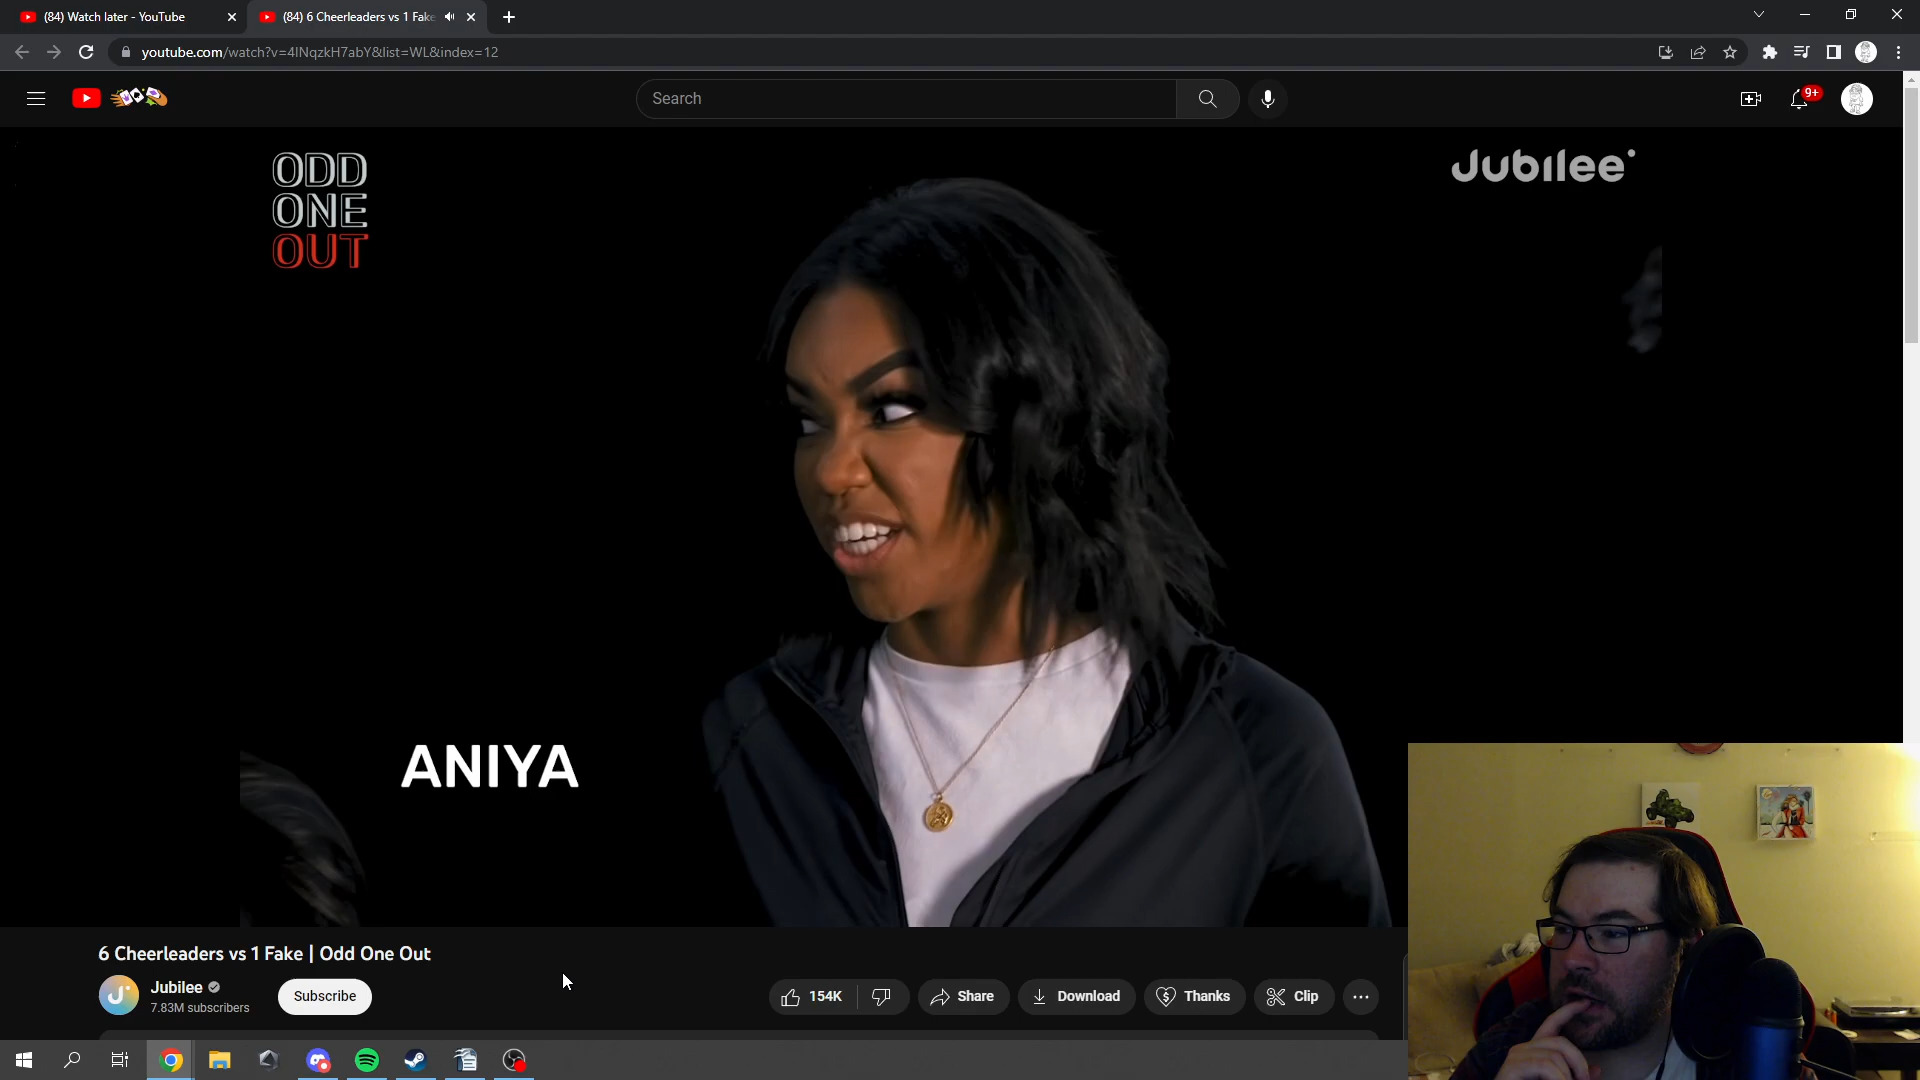 (84) Watch later - YouTube
(84) 6 Cheerleaders vs 1 Fake
youtube.com/watch?v=4lNqzkH7abY&list=WL&index=12
Search
9+
ODD
ONE
OUT
Jubilee
ANIYA
6 Cheerleaders vs 1 Fake | Odd One Out
Jubilee
7.83M subscribers
Subscribe
154K
Share
Download
Thanks
Clip